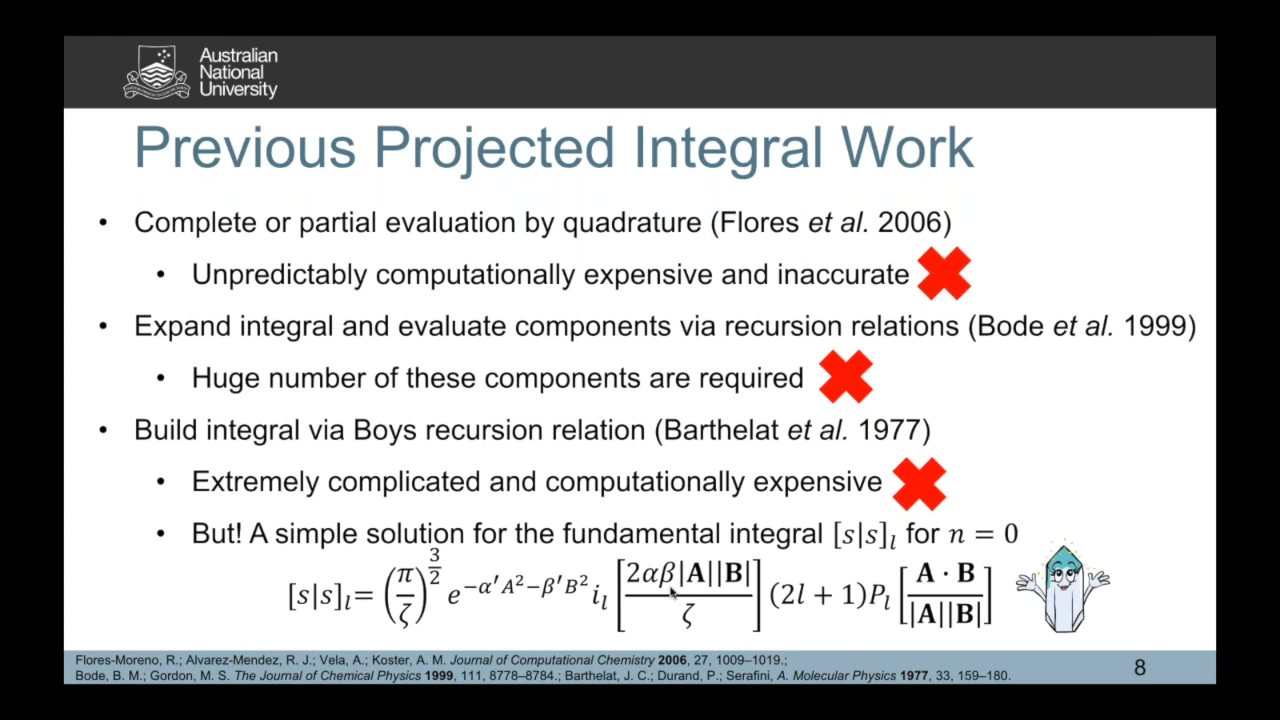 Australian
National
University
Previous Projected Integral Work
• Complete or partial evaluation by quadrature (Flores et al. 2006)
• Unpredictably computationally expensive and inaccurate
• Expand integral and evaluate components via recursion relations (Bode et al. 1999)
• Huge number of these components are required
• Build integral via Boys recursion relation (Barthelat et al. 1977)
• Extremely complicated and computationally expensive
• But! A simple solution for the fundamental integral [s|s]_l for n = 0
[s|s]_l = (π/ζ)^(3/2) e^(−α′A²−β′B²) i_l [2αβ|A||B|/ζ] (2l + 1)P_l [A · B/|A||B|]
Flores-Moreno, R.; Alvarez-Mendez, R. J.; Vela, A.; Koster, A. M. Journal of Computational Chemistry 2006, 27, 1009–1019.;
Bode, B. M.; Gordon, M. S. The Journal of Chemical Physics 1999, 111, 8778–8784.; Barthelat, J. C.; Durand, P.; Serafini, A. Molecular Physics 1977, 33, 159–180.
8